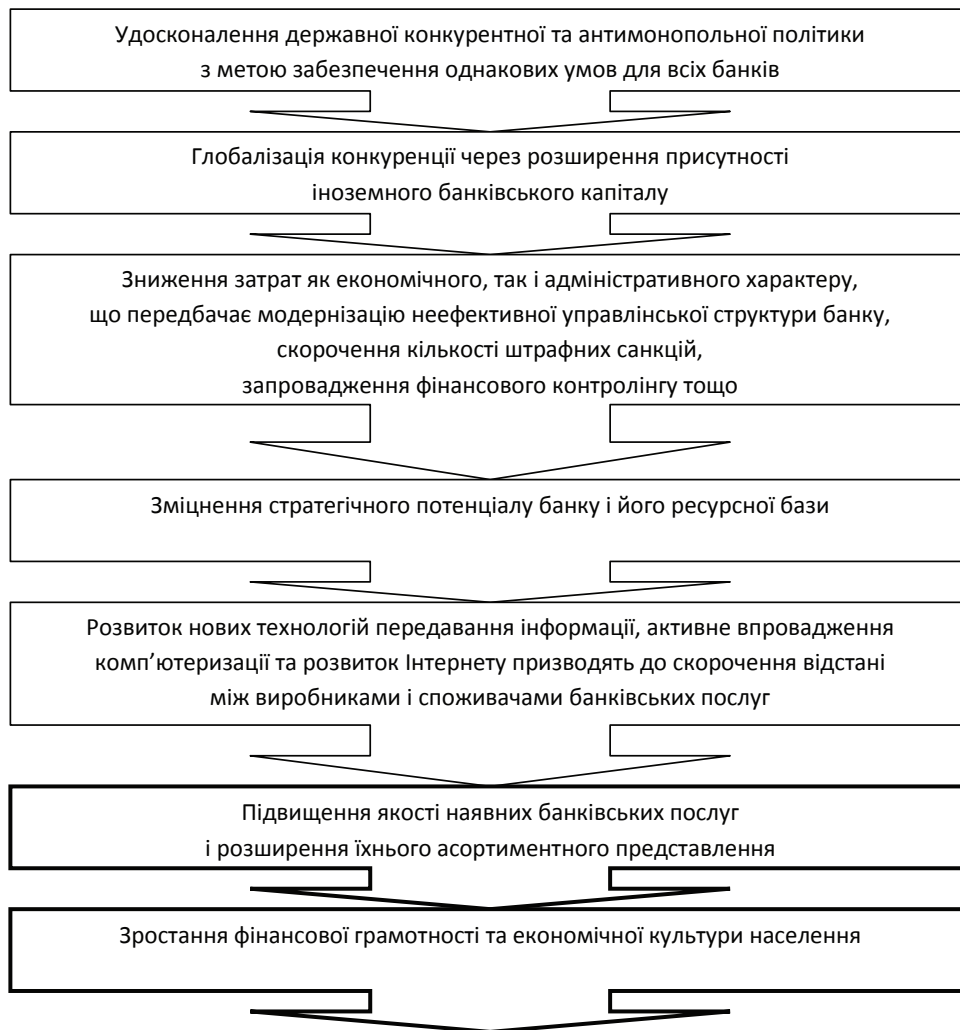 Удосконалення державної конкурентної та антимонопольної політики
з метою забезпечення однакових умов для всіх банків
Глобалізація конкуренції через розширення присутності
іноземного банківського капіталу
Зниження затрат як економічного, так і адміністративного характеру,
що передбачає модернізацію неефективної управлінської структури банку,
скорочення кількості штрафних санкцій,
запровадження фінансового контролінгу тощо
Зміцнення стратегічного потенціалу банку і його ресурсної бази
Розвиток нових технологій передавання інформації, активне впровадження
комп’ютеризації та розвиток Інтернету призводять до скорочення відстані
між виробниками і споживачами банківських послуг
Підвищення якості наявних банківських послуг
і розширення їхнього асортиментного представлення
Зростання фінансової грамотності та економічної культури населення